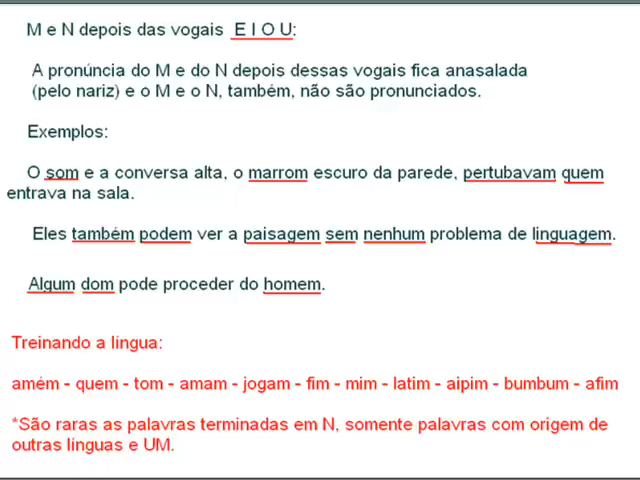 M e N depois das vogais E I O U:
A pronúncia do M e do N depois dessas vogais fica anasalada
(pelo nariz) e o M e o N, também, não são pronunciados.
Exemplos:
O som e a conversa alta, o marrom escuro da parede, pertubavam quem
entrava na sala.
Eles também podem ver a paisagem sem nenhum problema de linguagem.
Algum dom pode proceder do homem.
Treinando a língua:
amém - quem - tom - amam - jogam - fim - mim - latim - aipim - bumbum - afim
*São raras as palavras terminadas em N, somente palavras com origem de
outras línguas e UM.